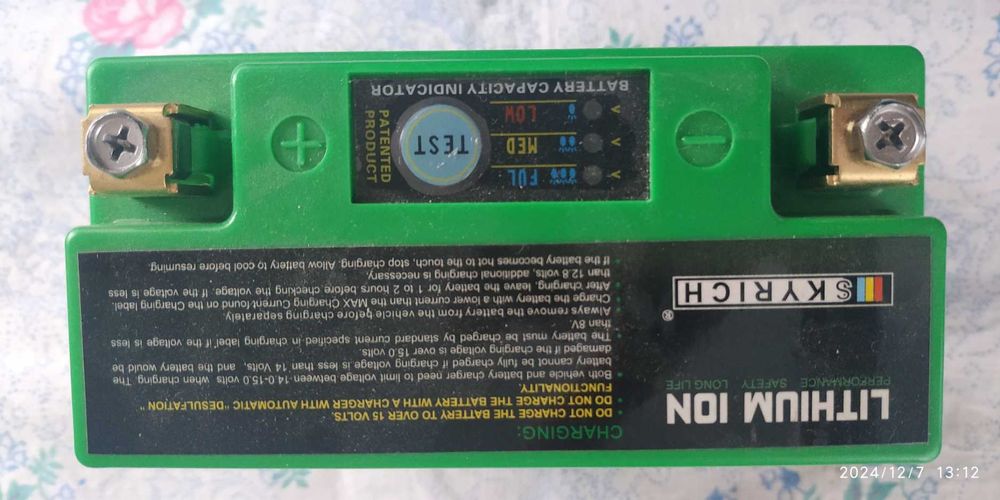 LITHIUM ION
PERFORMANCE SAFETY LONG LIFE
SKYRICH®
CHARGING:
• DO NOT CHARGE THE BATTERY TO OVER 15 VOLTS.
• DO NOT CHARGE THE BATTERY WITH A CHARGER WITH AUTOMATIC "DESULFATION"
FUNCTIONALITY.
• Both vehicle and battery charger need to limit voltage between 14.0-15.0 volts when charging. The
battery cannot be fully charged if charging voltage is less than 14 volts, and the battery would be
damaged if the charging voltage is over 15.0 volts.
• The battery must be charged by standard current specified in charging label if the voltage is less
than 8V.
• Always remove the battery from the vehicle before charging separately.
• Charge the battery with a lower current than the MAX Charging Current found on the Charging label.
• After charging, leave the battery for 1 to 2 hours before checking the voltage. If the voltage is less
than 12.8 volts, additional charging is necessary.
• If the battery becomes hot to the touch, stop charging. Allow battery to cool before resuming.
FUL
MED
LOW
TEST
PATENTED
PRODUCT
BATTERY CAPACITY INDICATOR
+
−
2024/12/7 13:12